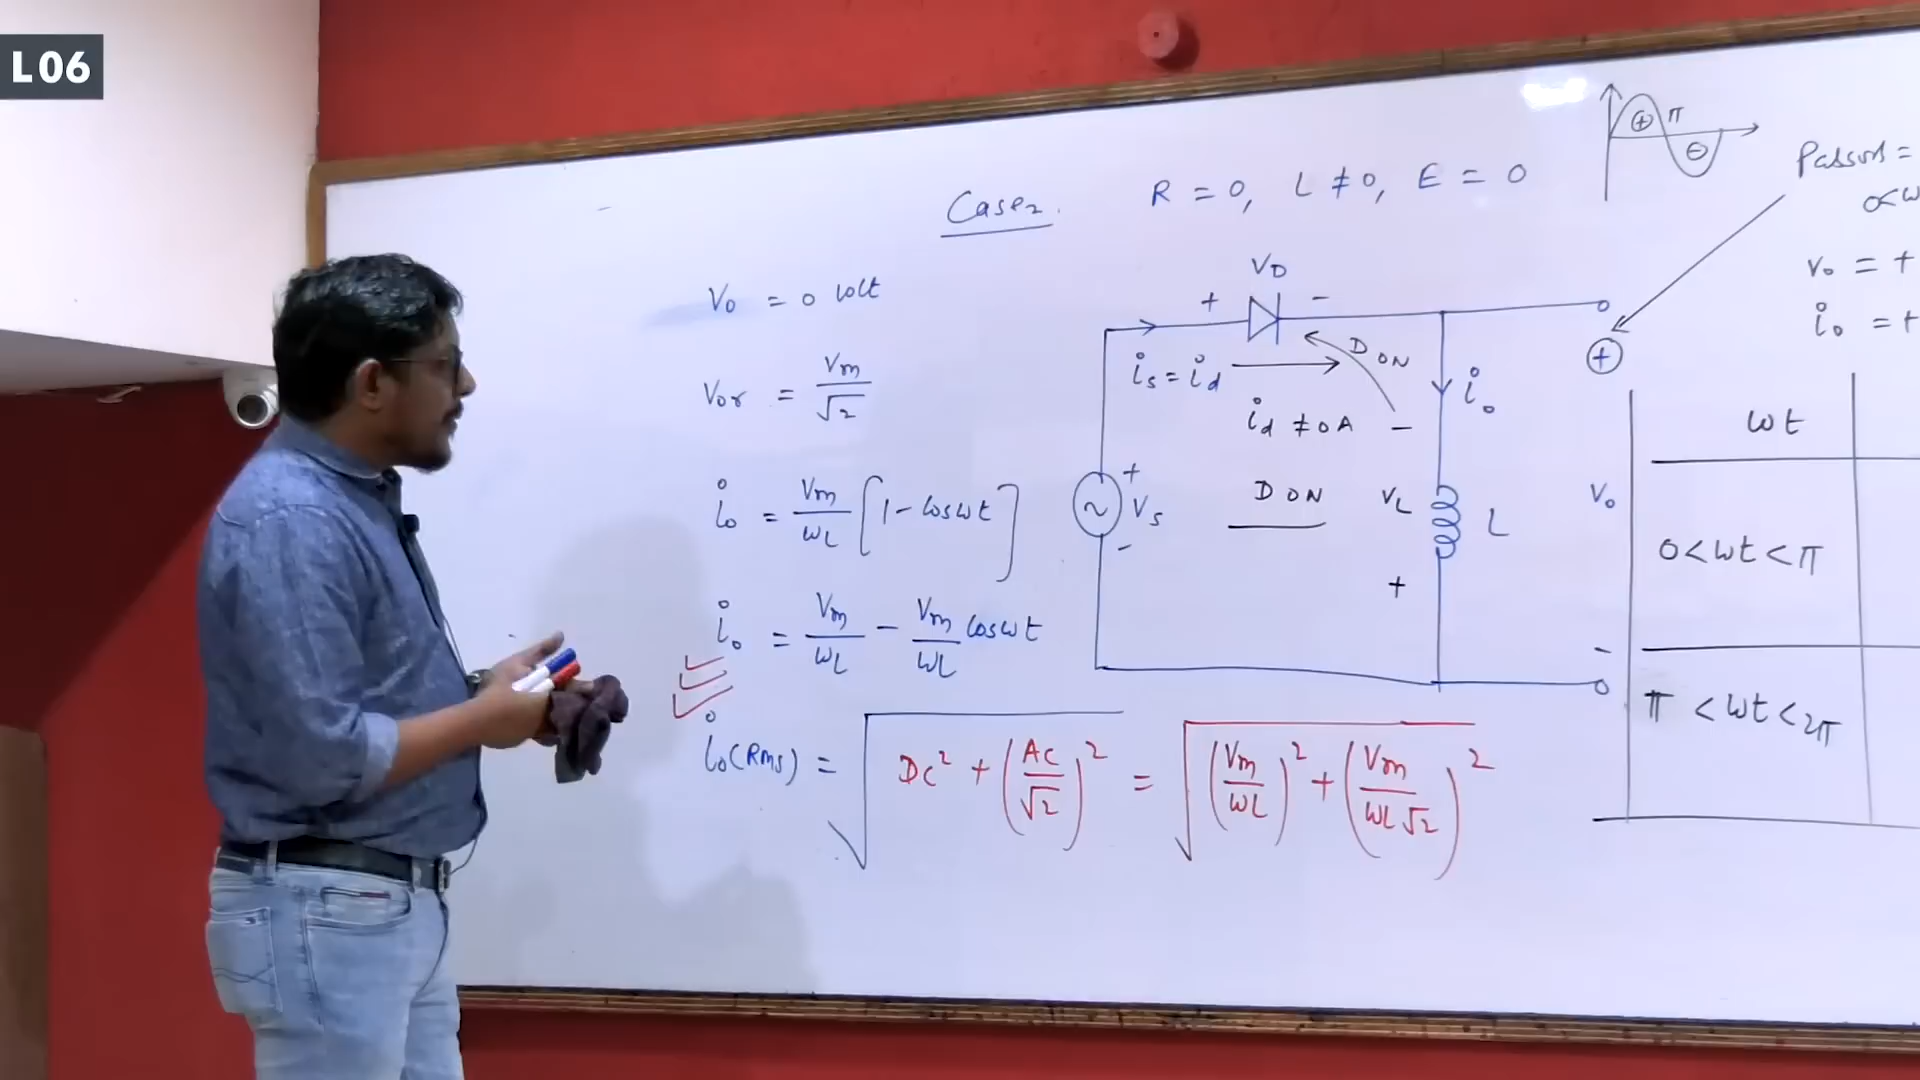 L06
Case 2.
R = 0, L ≠ 0, E = 0
V₀ = 0 volt
V₀r = Vm/√2
i₀ = Vm/ωL [1 - cosωt]
i₀ = Vm/ωL - Vm/ωL cosωt
i₀(Rms) = √(DC² + (AC/√2)²) = √((Vm/ωL)² + (Vm/ωL√2)²)
VD
+ -
is = id
D ON
id ≠ 0A
D ON
+
~ Vs
-
-
VL
+
i₀
L
+
V₀
-
+ π
-
v₀ = +
i₀ = +
ωt
0 < ωt < π
π < ωt < 2π